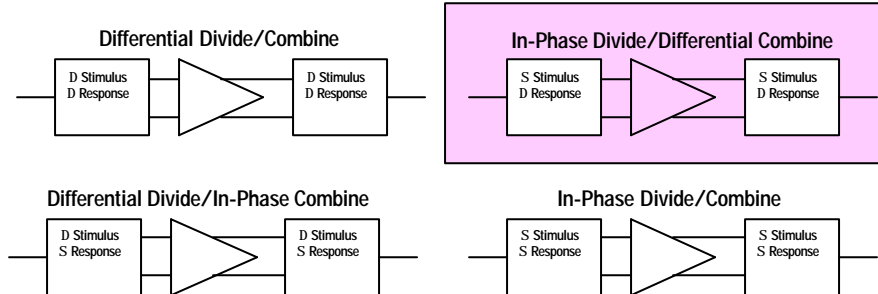 Differential Divide/Combine
D Stimulus
D Response
D Stimulus
D Response
In-Phase Divide/Differential Combine
S Stimulus
D Response
S Stimulus
D Response
Differential Divide/In-Phase Combine
D Stimulus
S Response
D Stimulus
S Response
In-Phase Divide/Combine
S Stimulus
S Response
S Stimulus
S Response